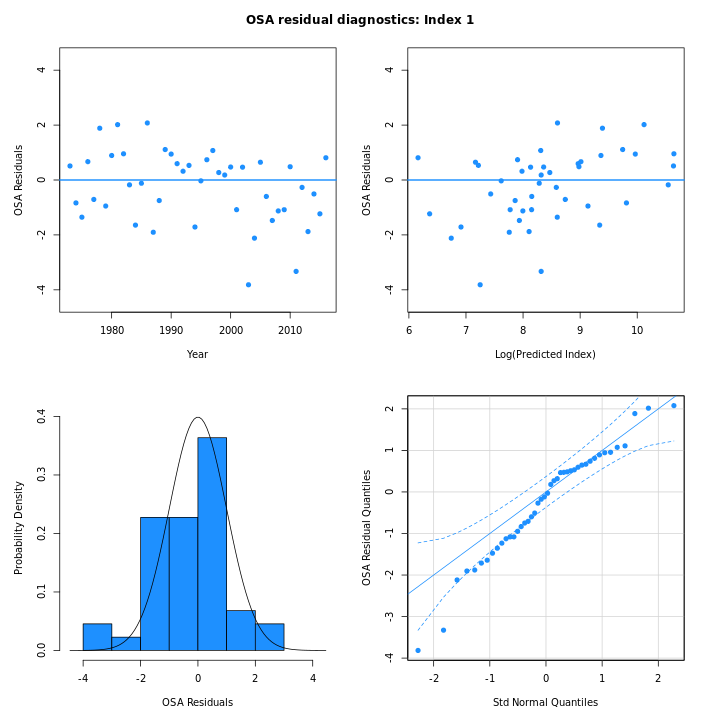 OSA residual diagnostics: Index 1
4
2
0
-2
-4
OSA Residuals
1980 1990 2000 2010
Year
4
2
0
-2
-4
OSA Residuals
6 7 8 9 10
Log(Predicted Index)
0.4
0.3
0.2
0.1
0.0
Probability Density
-4 -2 0 2 4
OSA Residuals
2
1
0
-1
-2
-3
-4
OSA Residual Quantiles
-2 -1 0 1 2
Std Normal Quantiles